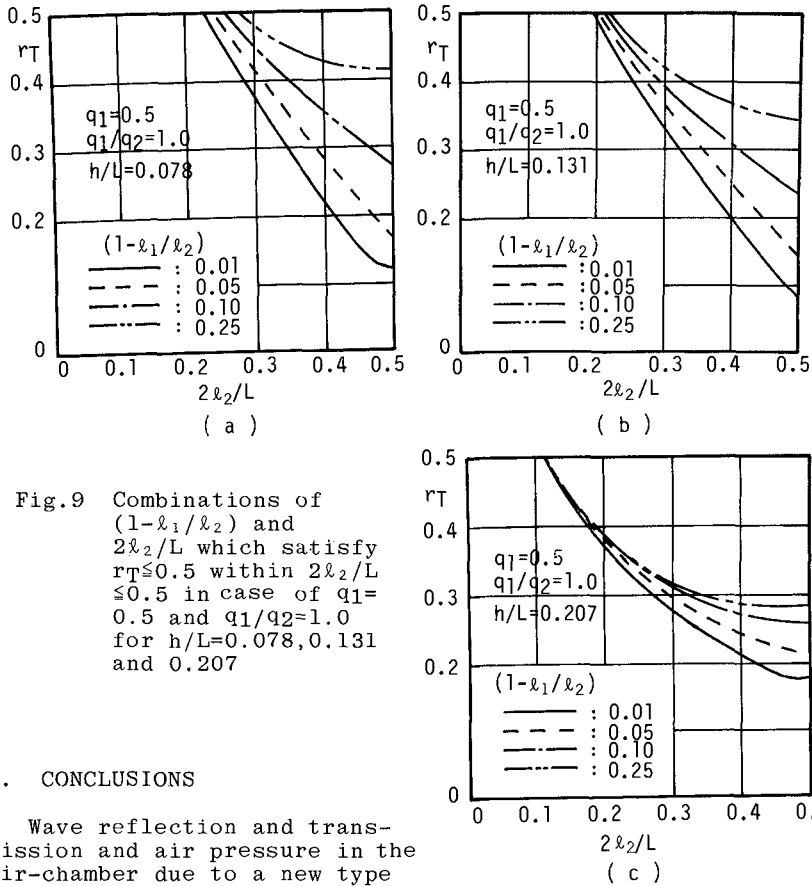 0.5
rT
0.4
0.3
0.2
0
q1=0.5
q1/q2=1.0
h/L=0.078
(1-ℓ1/ℓ2)
: 0.01
: 0.05
: 0.10
: 0.25
0 0.1 0.2 0.3 0.4 0.5
2ℓ2/L
( a )
0.5
rT
0.4
0.3
0.2
0
q1=0.5
q1/q2=1.0
h/L=0.131
(1-ℓ1/ℓ2)
:0.01
:0.05
:0.10
:0.25
0 0.1 0.2 0.3 0.4 0.5
2ℓ2/L
( b )
Fig.9 Combinations of
(1-ℓ1/ℓ2) and
2ℓ2/L which satisfy
rT≦0.5 within 2ℓ2/L
≦0.5 in case of q1=
0.5 and q1/q2=1.0
for h/L=0.078,0.131
and 0.207
0.5
rT
0.4
0.3
0.2
0
q1=0.5
q1/q2=1.0
h/L=0.207
(1-ℓ1/ℓ2)
: 0.01
: 0.05
: 0.10
: 0.25
0 0.1 0.2 0.3 0.4 0.
2ℓ2/L
( c )
. CONCLUSIONS
Wave reflection and trans-
ission and air pressure in the
ir-chamber due to a new type